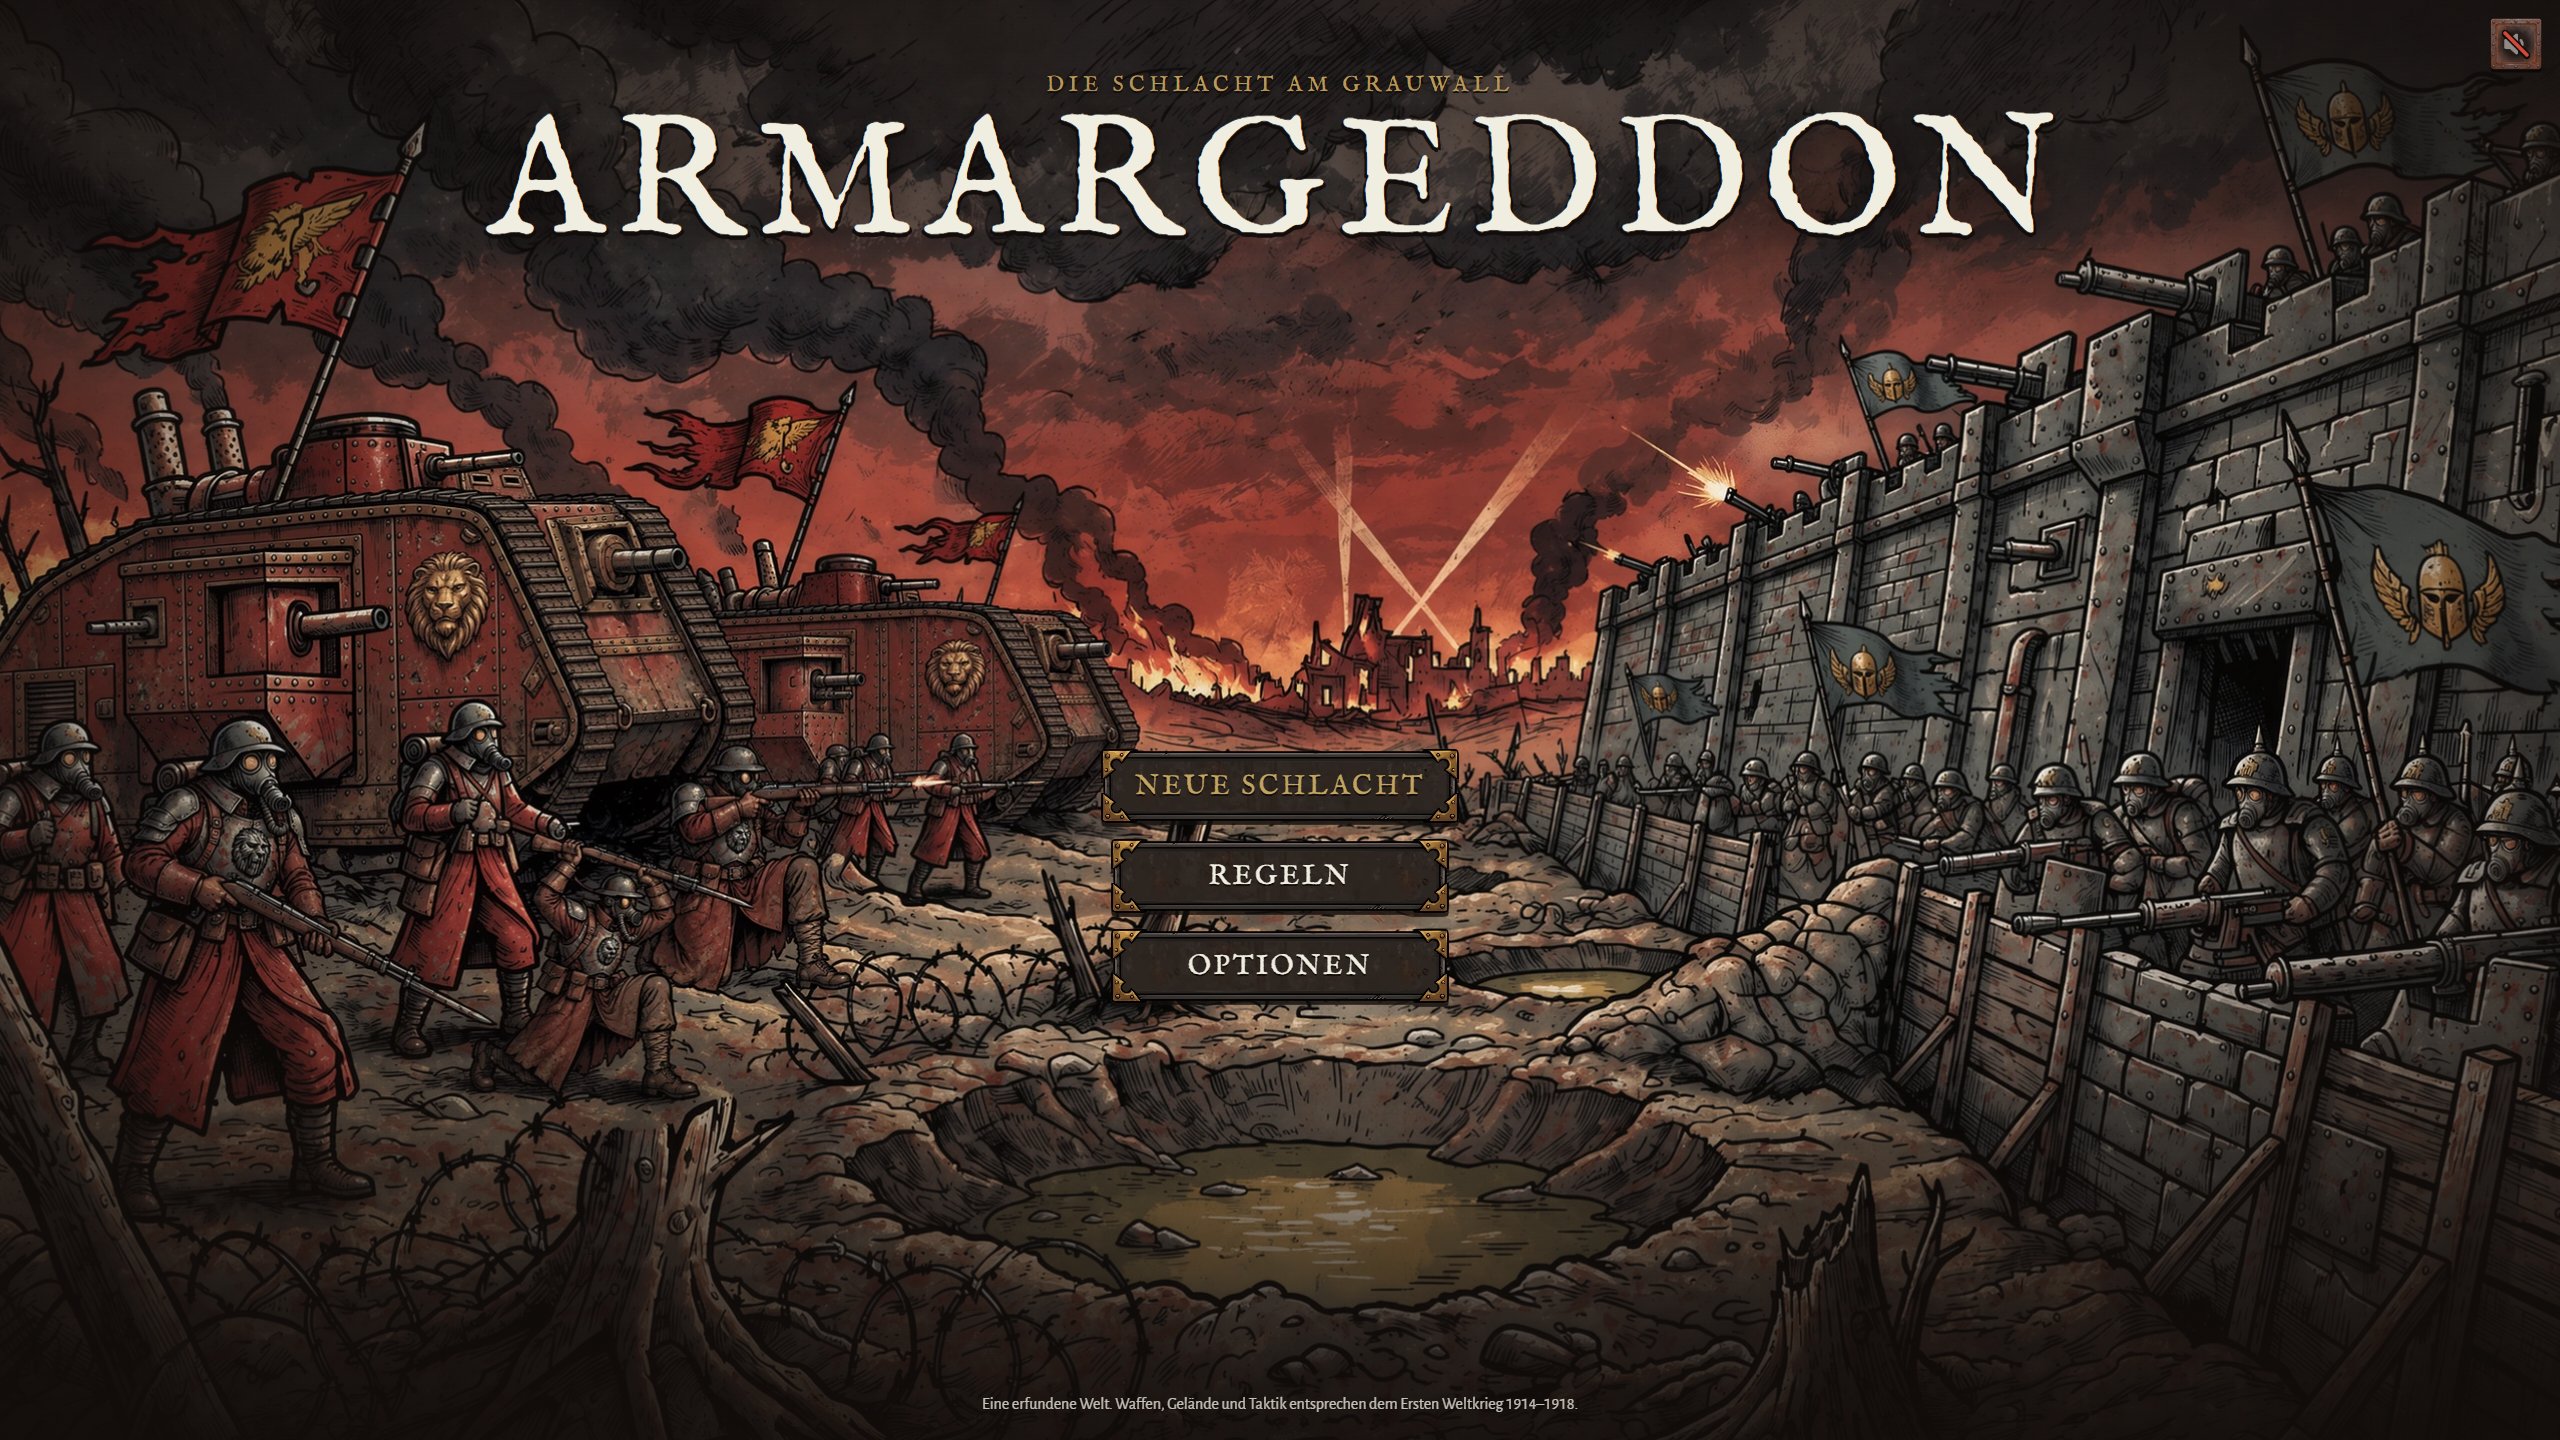 DIE SCHLACHT AM GRAUWALL
ARMARGEDDON
NEUE SCHLACHT
REGELN
OPTIONEN
Eine erfundene Welt. Waffen, Gelände und Taktik entsprechen dem Ersten Weltkrieg 1914–1918.